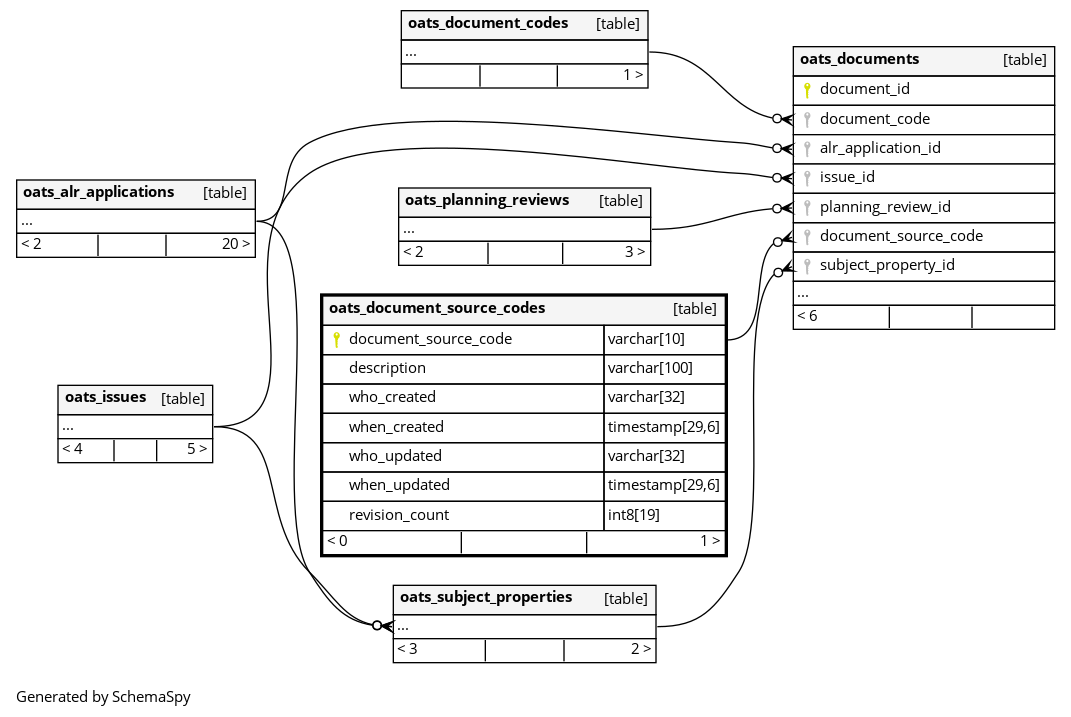 oats_document_codes [table]
...
1 >
oats_documents [table]
document_id
document_code
alr_application_id
issue_id
planning_review_id
document_source_code
subject_property_id
...
< 6
oats_alr_applications [table]
...
< 2 20 >
oats_planning_reviews [table]
...
< 2 3 >
oats_document_source_codes [table]
document_source_code varchar[10]
description varchar[100]
who_created varchar[32]
when_created timestamp[29,6]
who_updated varchar[32]
when_updated timestamp[29,6]
revision_count int8[19]
< 0 1 >
oats_issues [table]
...
< 4 5 >
oats_subject_properties [table]
...
< 3 2 >
Generated by SchemaSpy